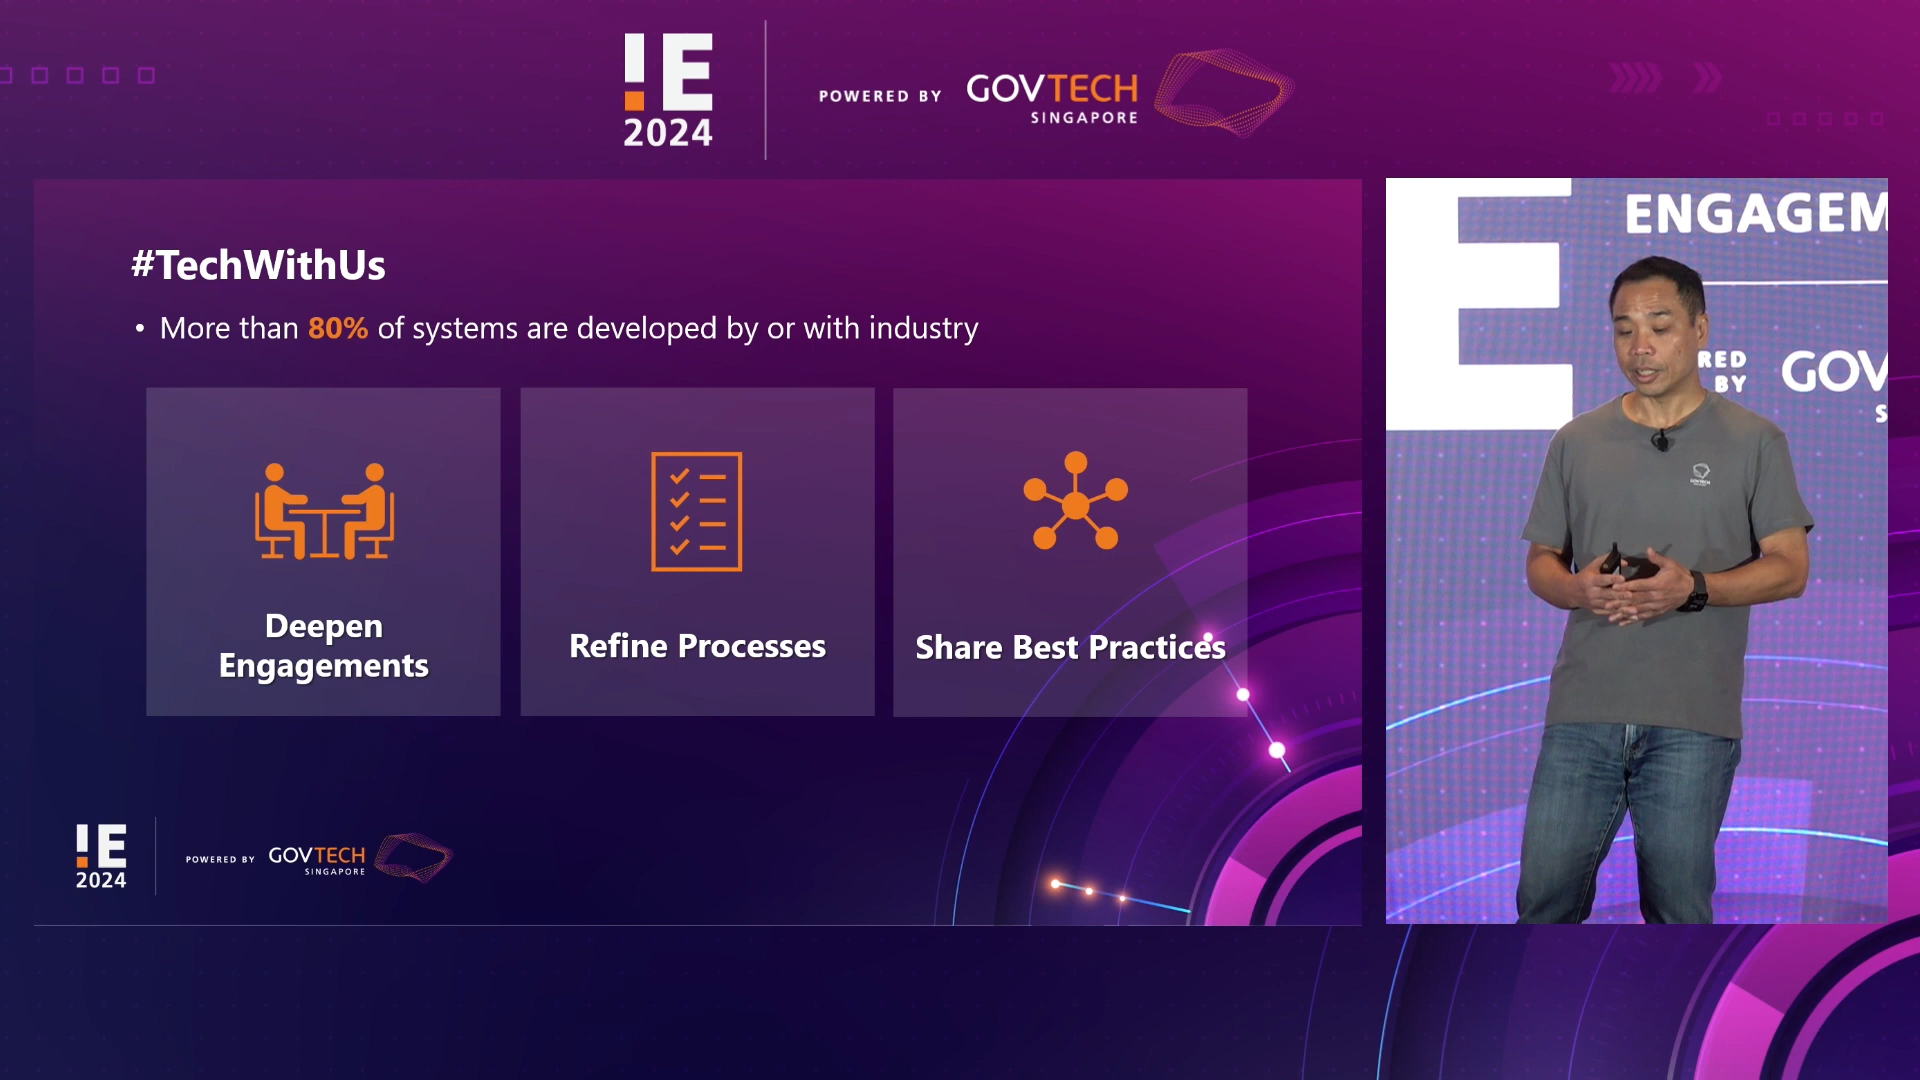 !E
2024
POWERED BY
GOVTECH
SINGAPORE
#TechWithUs
• More than 80% of systems are developed by or with industry
Deepen
Engagements
Refine Processes
Share Best Practices
!E
2024
POWERED BY
GOVTECH
SINGAPORE
E
ENGAGEM
RED
BY
GOV
S
GOVTECH